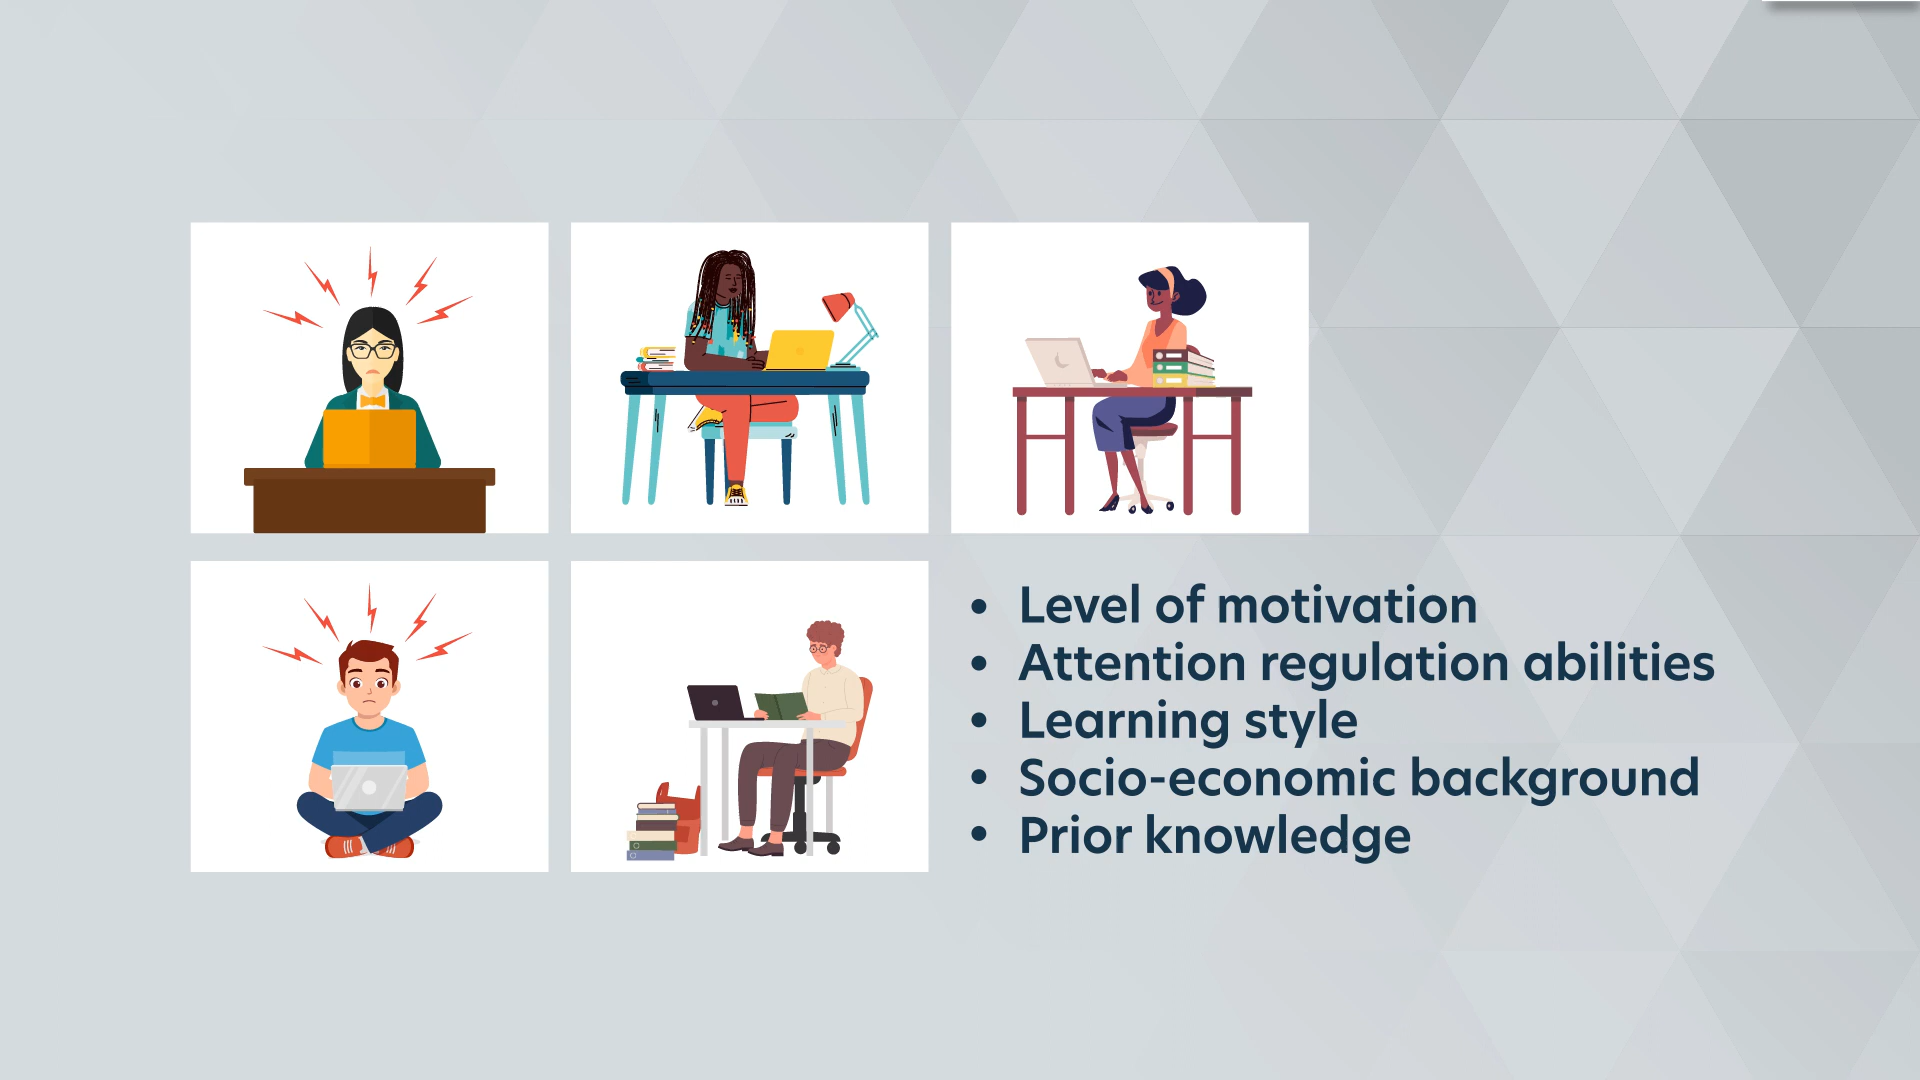 • Level of motivation
• Attention regulation abilities
• Learning style
• Socio-economic background
• Prior knowledge